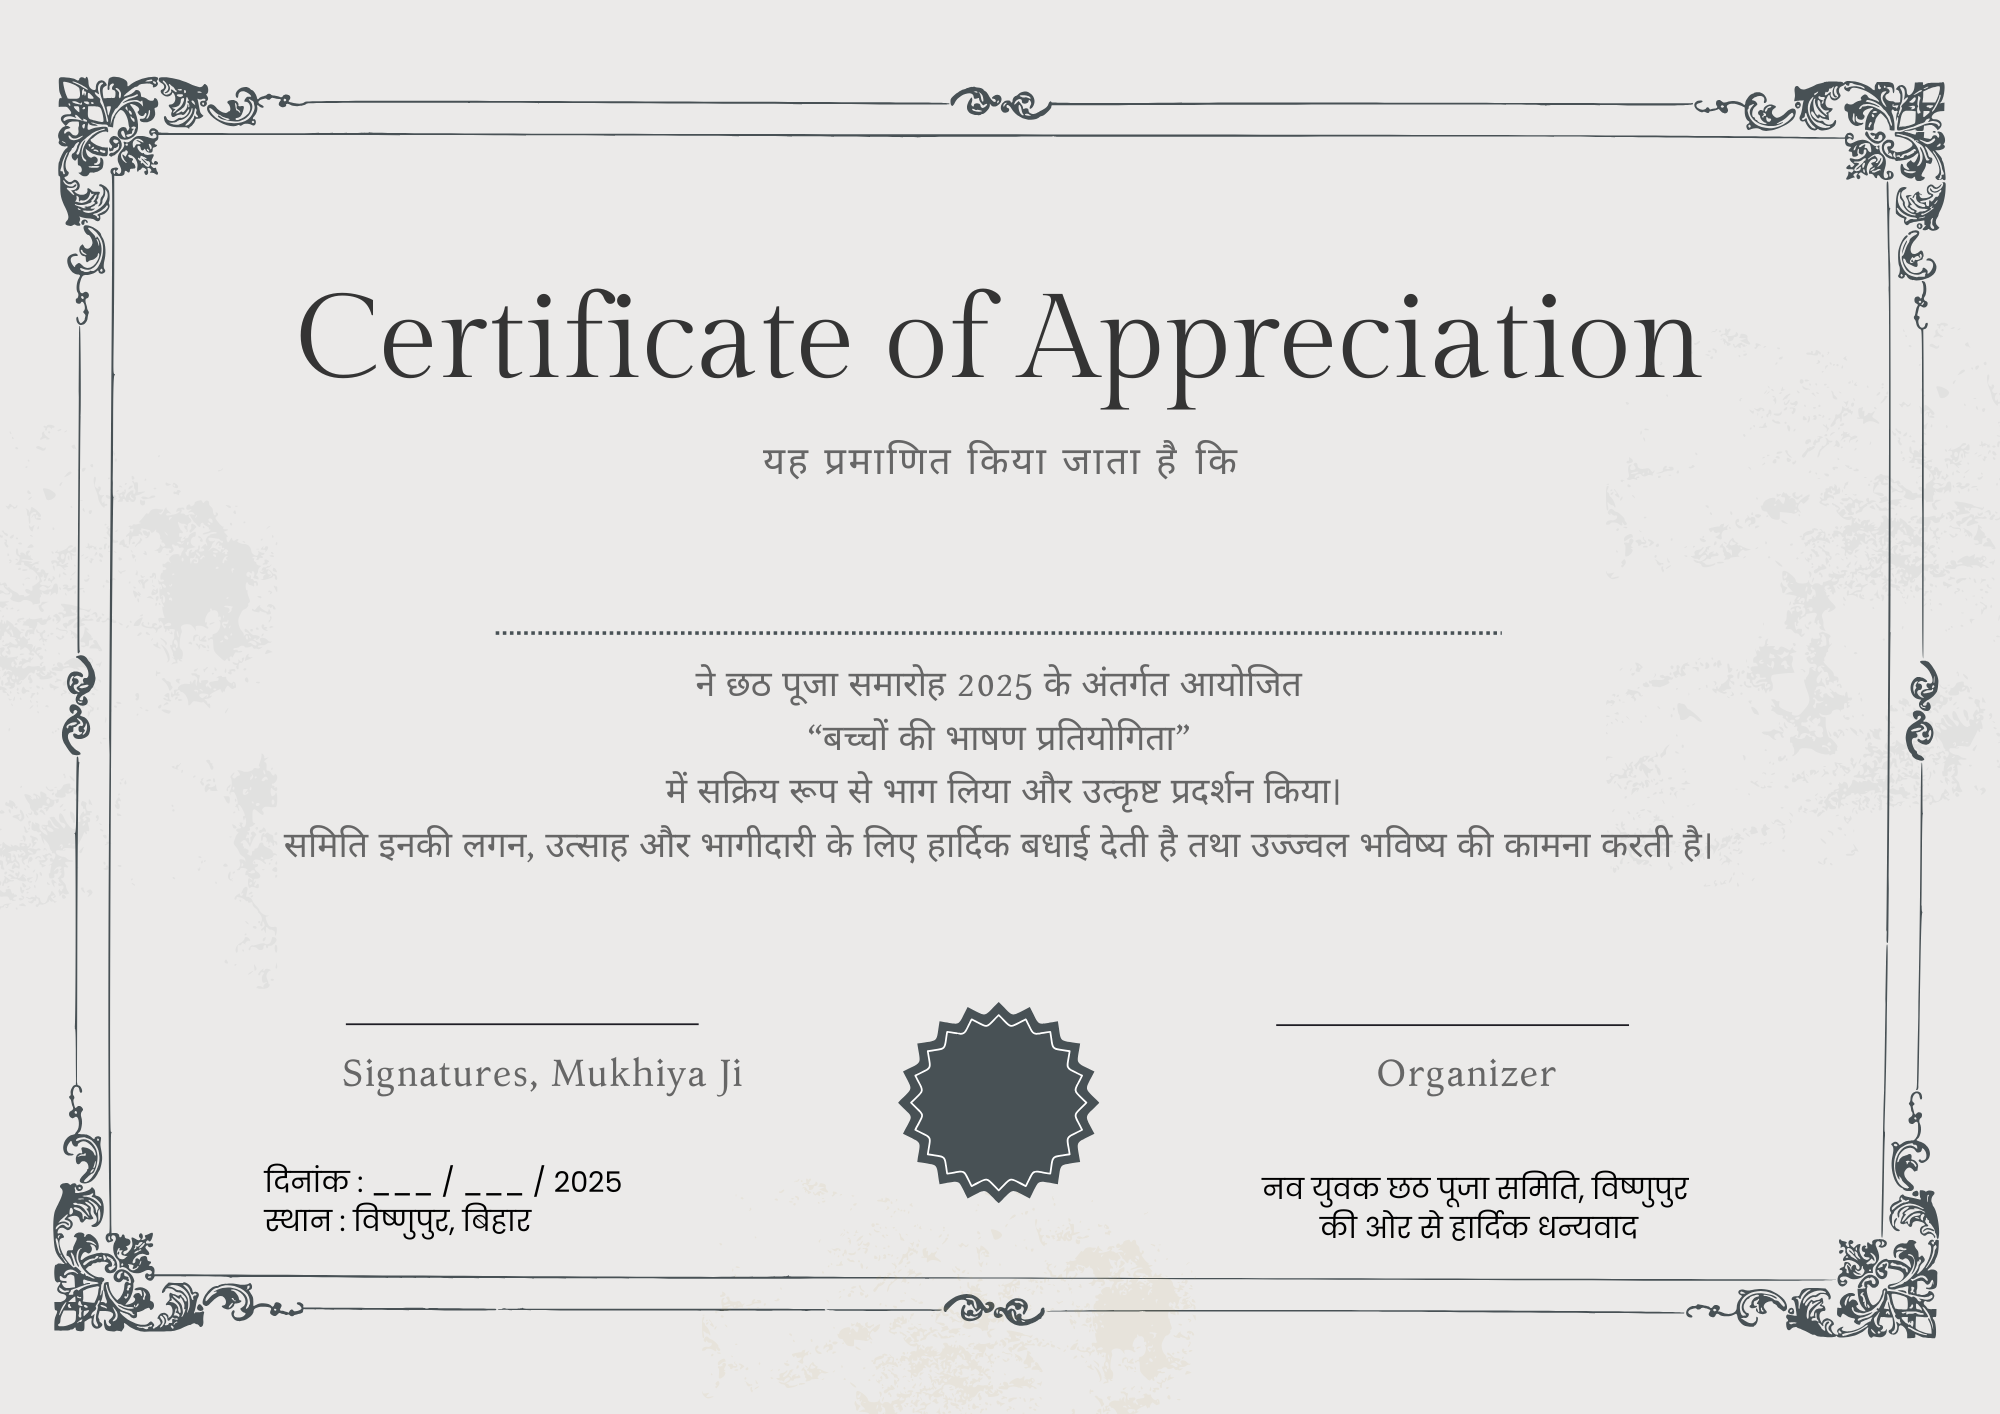 Certificate of Appreciation
यह प्रमाणित किया जाता है कि
ने छठ पूजा समारोह 2025 के अंतर्गत आयोजित
“बच्चों की भाषण प्रतियोगिता”
में सक्रिय रूप से भाग लिया और उत्कृष्ट प्रदर्शन किया।
समिति इनकी लगन, उत्साह और भागीदारी के लिए हार्दिक बधाई देती है तथा उज्ज्वल भविष्य की कामना करती है।
Signatures, Mukhiya Ji
Organizer
दिनांक : ___ / ___ / 2025
स्थान : विष्णुपुर, बिहार
नव युवक छठ पूजा समिति, विष्णुपुर
की ओर से हार्दिक धन्यवाद